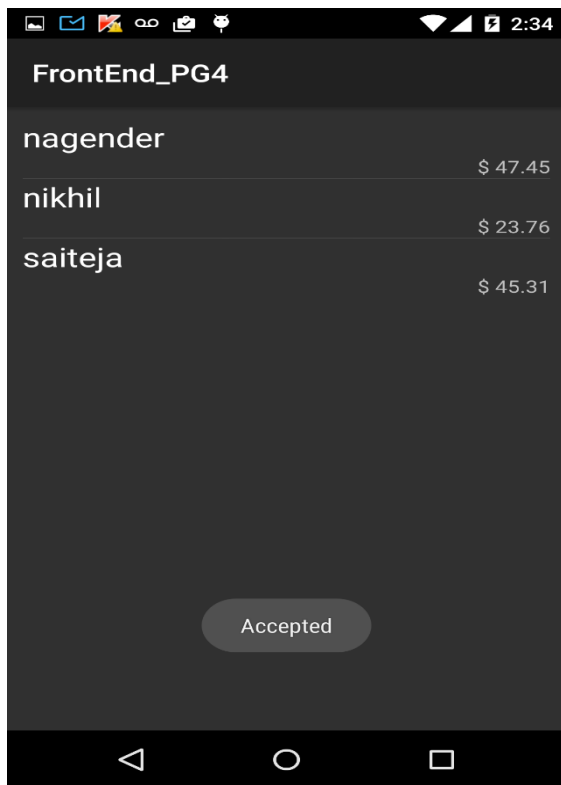 2:34
FrontEnd_PG4
nagender
$ 47.45
nikhil
$ 23.76
saiteja
$ 45.31
Accepted